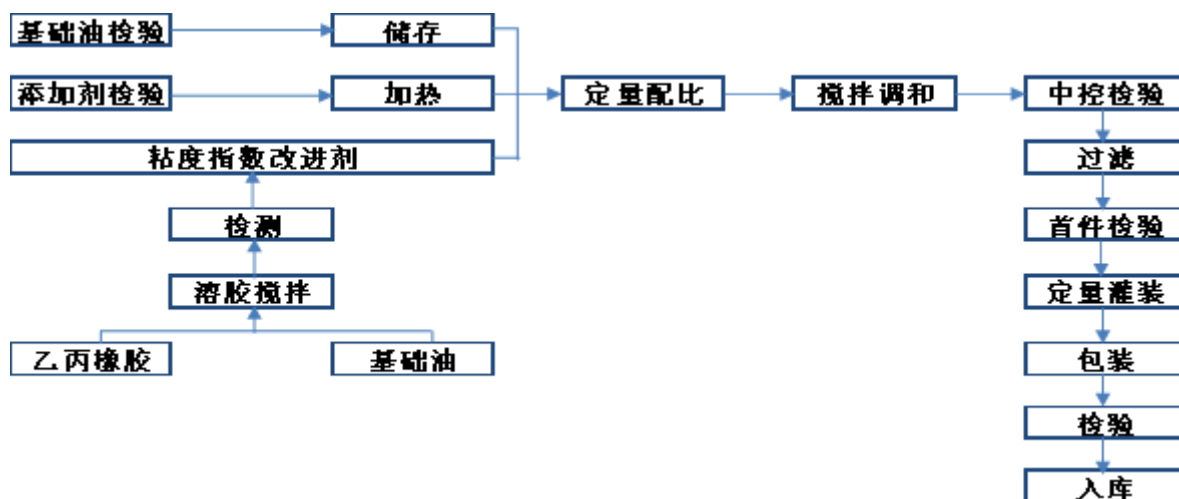 基础油检验
储存
添加剂检验
加热
定量配比
搅拌调和
中控检验
粘度指数改进剂
过滤
检测
首件检验
溶胶搅拌
定量灌装
乙丙橡胶
基础油
包装
检验
入库